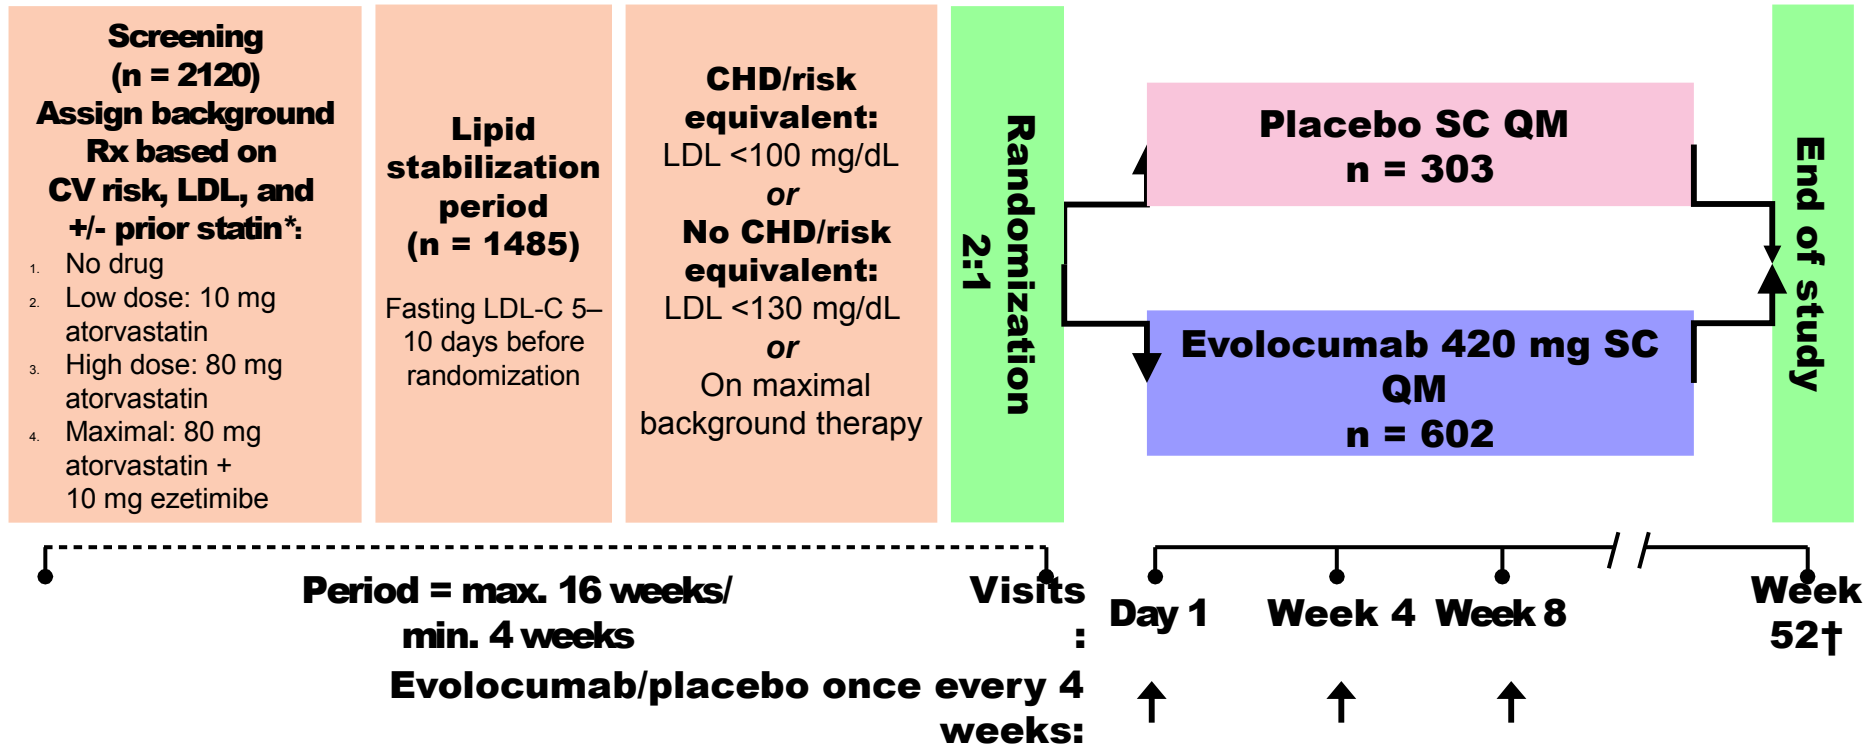 Screening
(n = 2120)
Assign background
Rx based on
CV risk, LDL, and
+/- prior statin*:
1. No drug
2. Low dose: 10 mg
atorvastatin
3. High dose: 80 mg
atorvastatin
4. Maximal: 80 mg
atorvastatin +
10 mg ezetimibe
Lipid
stabilization
period
(n = 1485)
Fasting LDL-C 5–
10 days before
randomization
CHD/risk
equivalent:
LDL <100 mg/dL
or
No CHD/risk
equivalent:
LDL <130 mg/dL
or
On maximal
background therapy
Randomization
2:1
Placebo SC QM
n = 303
Evolocumab 420 mg SC
QM
n = 602
End of study
Period = max. 16 weeks/
min. 4 weeks
Visits
:
Day 1
Week 4
Week 8
Week
52†
Evolocumab/placebo once every 4
weeks: